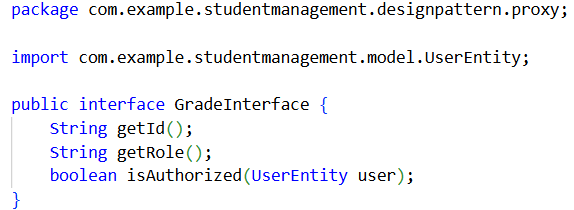 package com.example.studentmanagement.designpattern.proxy;
import com.example.studentmanagement.model.UserEntity;
public interface GradeInterface {
String getId();
String getRole();
boolean isAuthorized(UserEntity user);
}